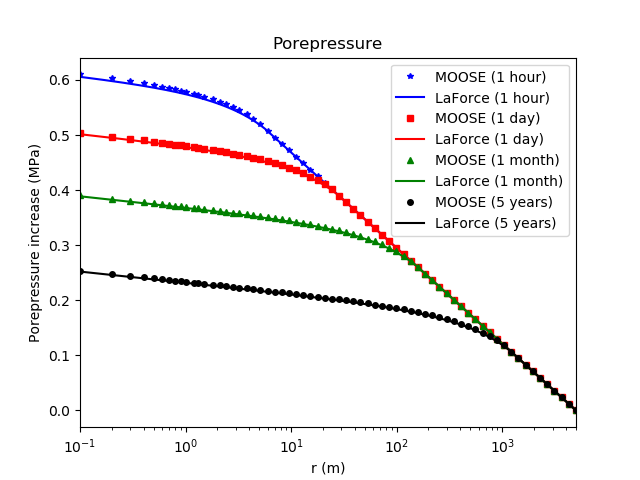 Porepressure
Porepressure increase (MPa)
0.6
0.5
0.4
0.3
0.2
0.1
0.0
MOOSE (1 hour)
LaForce (1 hour)
MOOSE (1 day)
LaForce (1 day)
MOOSE (1 month)
LaForce (1 month)
MOOSE (5 years)
LaForce (5 years)
10⁻¹ 10⁰ 10¹ 10² 10³
r (m)